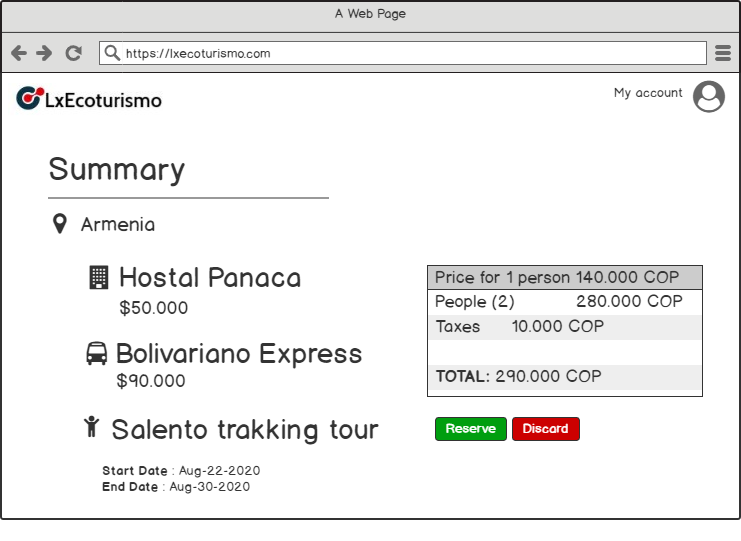 A Web Page
https://lxecoturismo.com
LxEcoturismo
My account
Summary
Armenia
Hostal Panaca
$50.000
Bolivariano Express
$90.000
Salento trakking tour
Start Date : Aug-22-2020
End Date : Aug-30-2020
Price for 1 person 140.000 COP
People (2) 280.000 COP
Taxes 10.000 COP
TOTAL: 290.000 COP
Reserve Discard